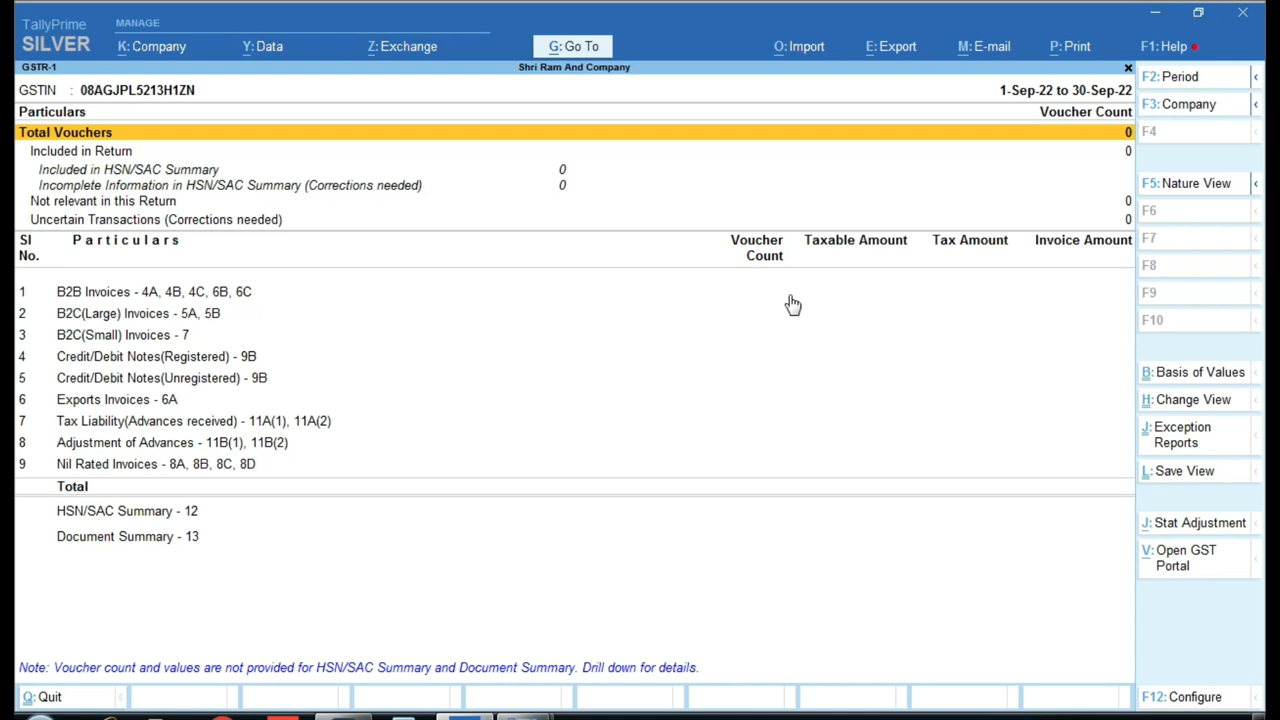 TallyPrime
MANAGE
SILVER
K: Company
Y: Data
Z: Exchange
G: Go To
O: Import
E: Export
M: E-mail
P: Print
F1: Help
GSTR-1
Shri Ram And Company
GSTIN : 08AGJPL5213H1ZN
1-Sep-22 to 30-Sep-22
Particulars
Voucher Count
Total Vouchers 0
Included in Return 0
Included in HSN/SAC Summary 0
Incomplete Information in HSN/SAC Summary (Corrections needed) 0
Not relevant in this Return 0
Uncertain Transactions (Corrections needed) 0
Sl No. Particulars Voucher Count Taxable Amount Tax Amount Invoice Amount
1 B2B Invoices - 4A, 4B, 4C, 6B, 6C
2 B2C(Large) Invoices - 5A, 5B
3 B2C(Small) Invoices - 7
4 Credit/Debit Notes(Registered) - 9B
5 Credit/Debit Notes(Unregistered) - 9B
6 Exports Invoices - 6A
7 Tax Liability(Advances received) - 11A(1), 11A(2)
8 Adjustment of Advances - 11B(1), 11B(2)
9 Nil Rated Invoices - 8A, 8B, 8C, 8D
Total
HSN/SAC Summary - 12
Document Summary - 13
Note: Voucher count and values are not provided for HSN/SAC Summary and Document Summary. Drill down for details.
Q: Quit
F2: Period
F3: Company
F4
F5: Nature View
F6
F7
F8
F9
F10
B: Basis of Values
H: Change View
J: Exception
Reports
L: Save View
J: Stat Adjustment
V: Open GST
Portal
F12: Configure